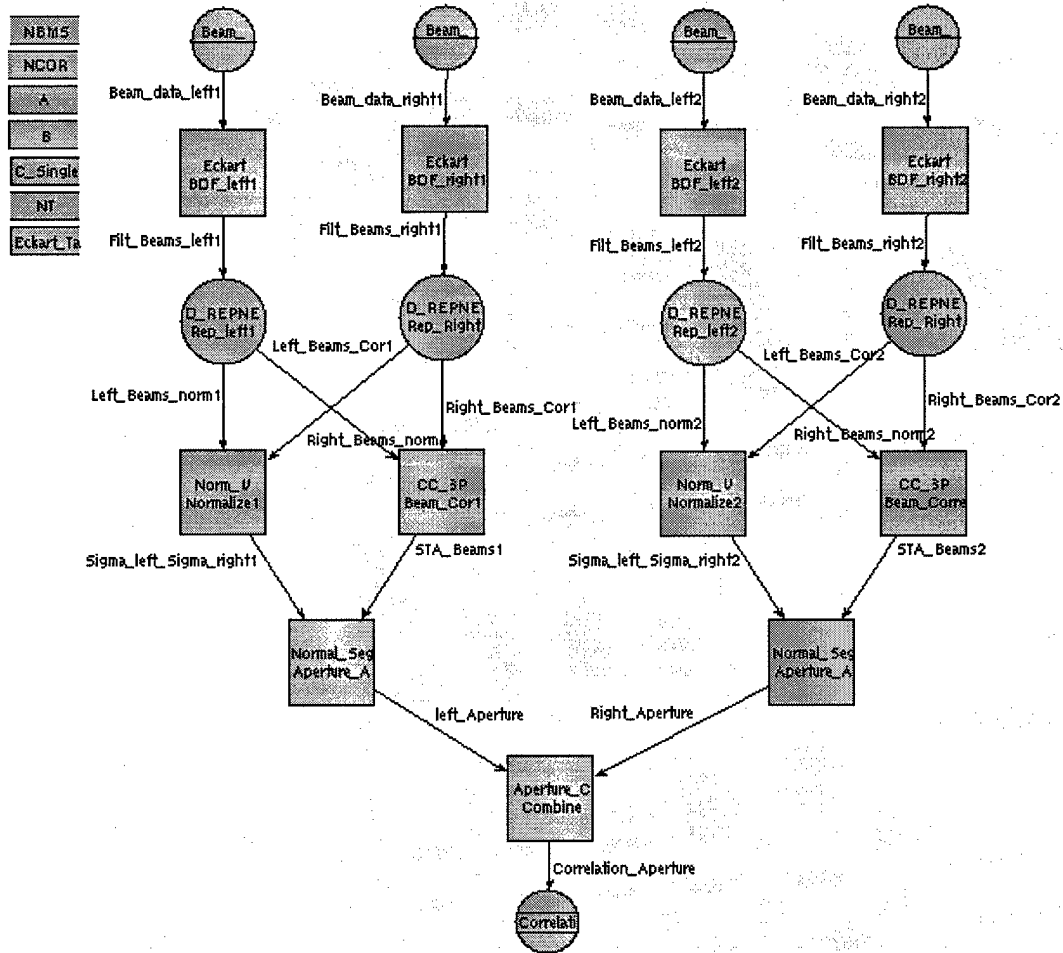 NBMS
NCOR
A
B
C_Single
NT
Eckart_Ta
Beam_
Beam_
Beam_
Beam_
Beam_data_left1
Beam_data_right1
Beam_data_left2
Beam_data_right2
Eckart
BDF_left1
Eckart
BDF_right1
Eckart
BDF_left2
Eckart
BDF_right2
Filt_Beams_left1
Filt_Beams_right1
Filt_Beams_left2
Filt_Beams_right2
D_REPNE
Rep_left1
D_REPNE
Rep_Right
D_REPNE
Rep_left2
D_REPNE
Rep_Right
Left_Beams_Cor1
Left_Beams_Cor2
Left_Beams_norm1
Right_Beams_Cor1
Left_Beams_norm2
Right_Beams_Cor2
Right_Beams_norm
Right_Beams_norm2
Norm_V
Normalize1
CC_BP
Beam_Cor1
Norm_V
Normalize2
CC_BP
Beam_Corre
Sigma_left_Sigma_right1
STA_Beams1
Sigma_left_Sigma_right2
STA_Beams2
Normal_Seg
Aperture_A
Normal_Seg
Aperture_A
left_Aperture
Right_Aperture
Aperture_C
Combine
Correlation_Aperture
Correlati